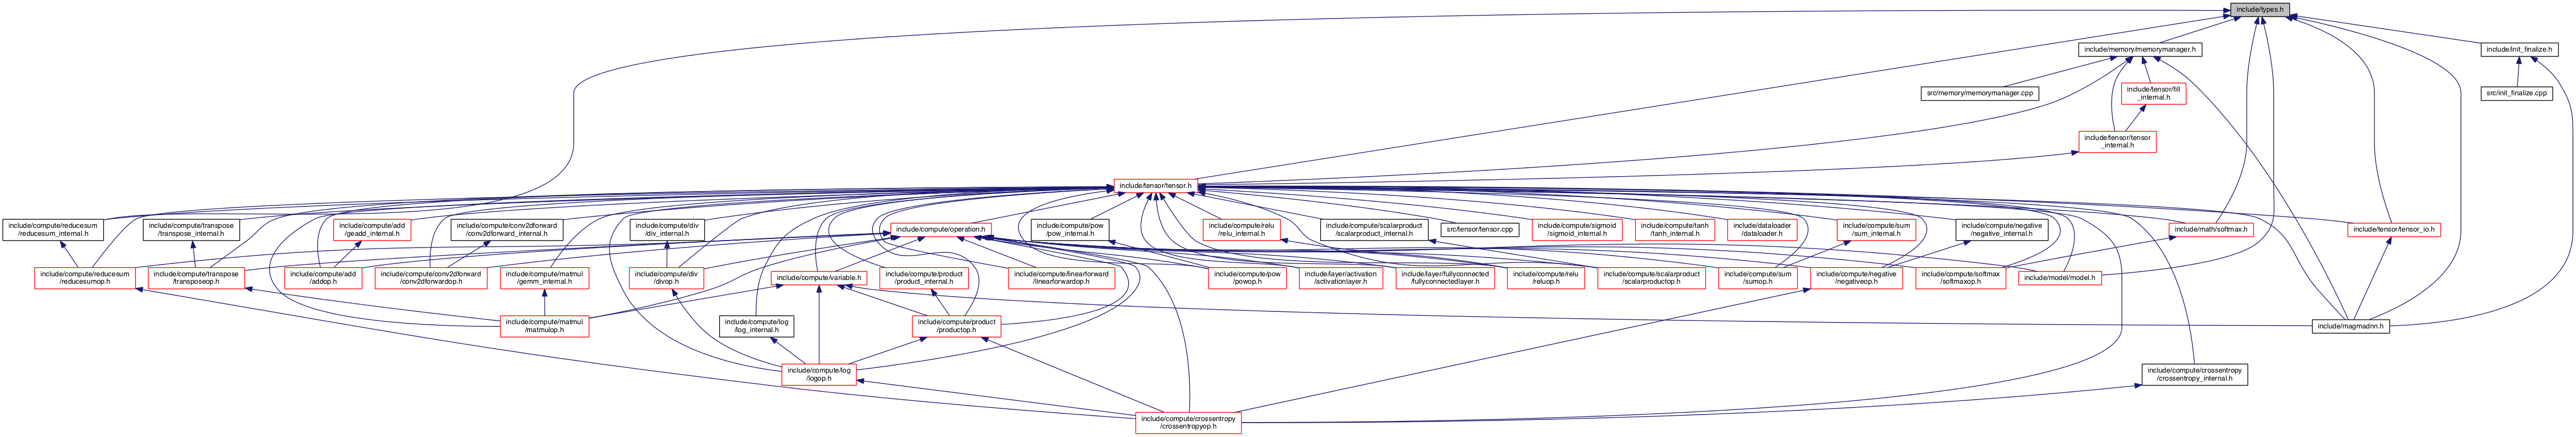 include/types.h
include/memory/memorymanager.h
include/init_finalize.h
src/memory/memorymanager.cpp
include/tensor/fill
_internal.h
src/init_finalize.cpp
include/tensor/tensor
_internal.h
include/tensor/tensor.h
include/compute/reducesum
/reducesum_internal.h
include/compute/transpose
/transpose_internal.h
include/compute/add
/geadd_internal.h
include/compute/conv2dforward
/conv2dforward_internal.h
include/compute/div
/div_internal.h
include/compute/operation.h
include/compute/pow
/pow_internal.h
include/compute/relu
/relu_internal.h
include/compute/scalarproduct
/scalarproduct_internal.h
src/tensor/tensor.cpp
include/compute/sigmoid
/sigmoid_internal.h
include/compute/tanh
/tanh_internal.h
include/dataloader
/dataloader.h
include/compute/sum
/sum_internal.h
include/compute/negative
/negative_internal.h
include/math/softmax.h
include/tensor/tensor_io.h
include/compute/reducesum
/reducesumop.h
include/compute/transpose
/transposeop.h
include/compute/add
/addop.h
include/compute/conv2dforward
/conv2dforwardop.h
include/compute/matmul
/gemm_internal.h
include/compute/div
/divop.h
include/compute/variable.h
include/compute/product
/product_internal.h
include/compute/linearforward
/linearforwardop.h
include/compute/pow
/powop.h
include/layer/activation
/activationlayer.h
include/layer/fullyconnected
/fullyconnectedlayer.h
include/compute/relu
/reluop.h
include/compute/scalarproduct
/scalarproductop.h
include/compute/sum
/sumop.h
include/compute/negative
/negativeop.h
include/compute/softmax
/softmaxop.h
include/model/model.h
include/compute/matmul
/matmulop.h
include/compute/log
/log_internal.h
include/compute/product
/productop.h
include/magmadnn.h
include/compute/log
/logop.h
include/compute/crossentropy
/crossentropy_internal.h
include/compute/crossentropy
/crossentropyop.h